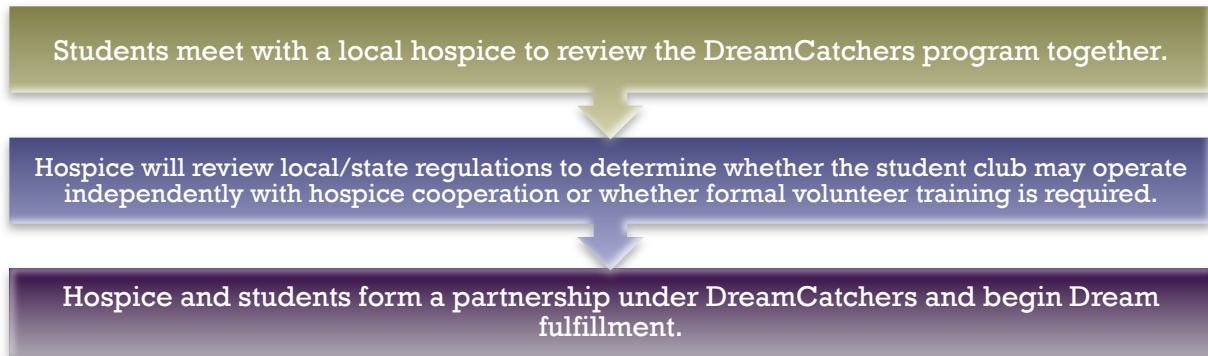 Students meet with a local hospice to review the DreamCatchers program together.
Hospice will review local/state regulations to determine whether the student club may operate
independently with hospice cooperation or whether formal volunteer training is required.
Hospice and students form a partnership under DreamCatchers and begin Dream
fulfillment.